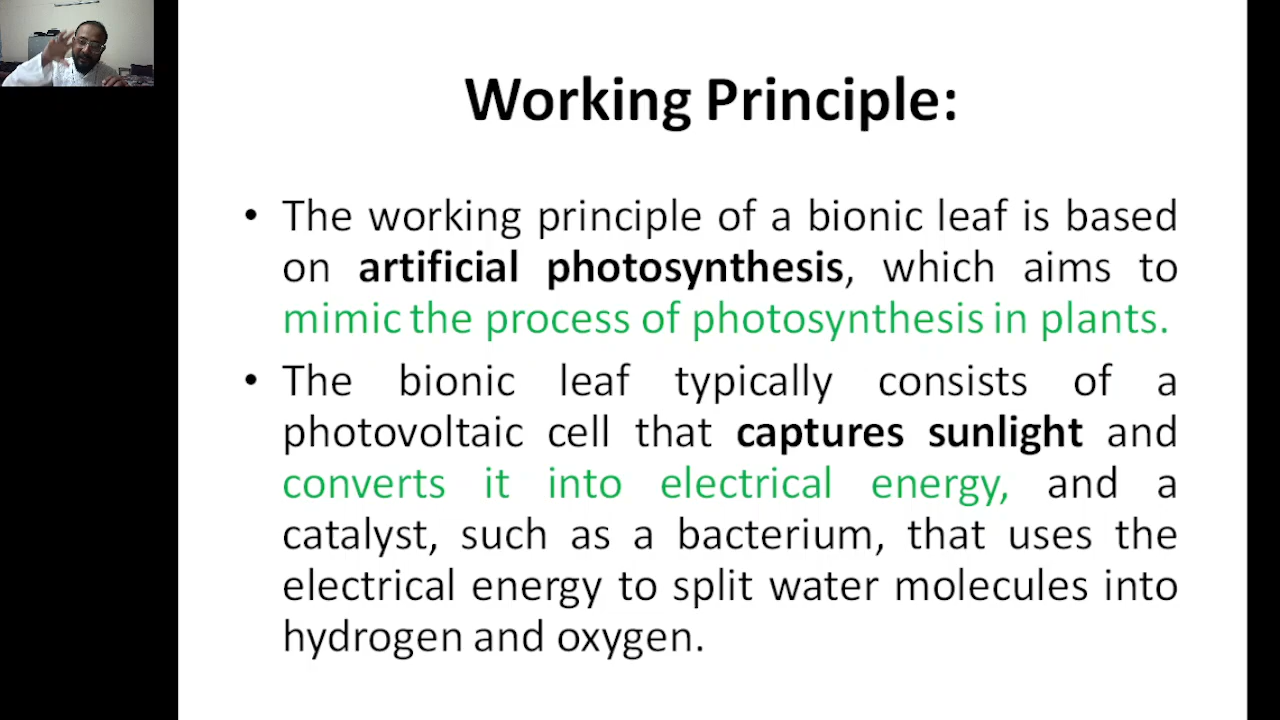 Working Principle:
• The working principle of a bionic leaf is based
on artificial photosynthesis, which aims to
mimic the process of photosynthesis in plants.
• The bionic leaf typically consists of a
photovoltaic cell that captures sunlight and
converts it into electrical energy, and a
catalyst, such as a bacterium, that uses the
electrical energy to split water molecules into
hydrogen and oxygen.